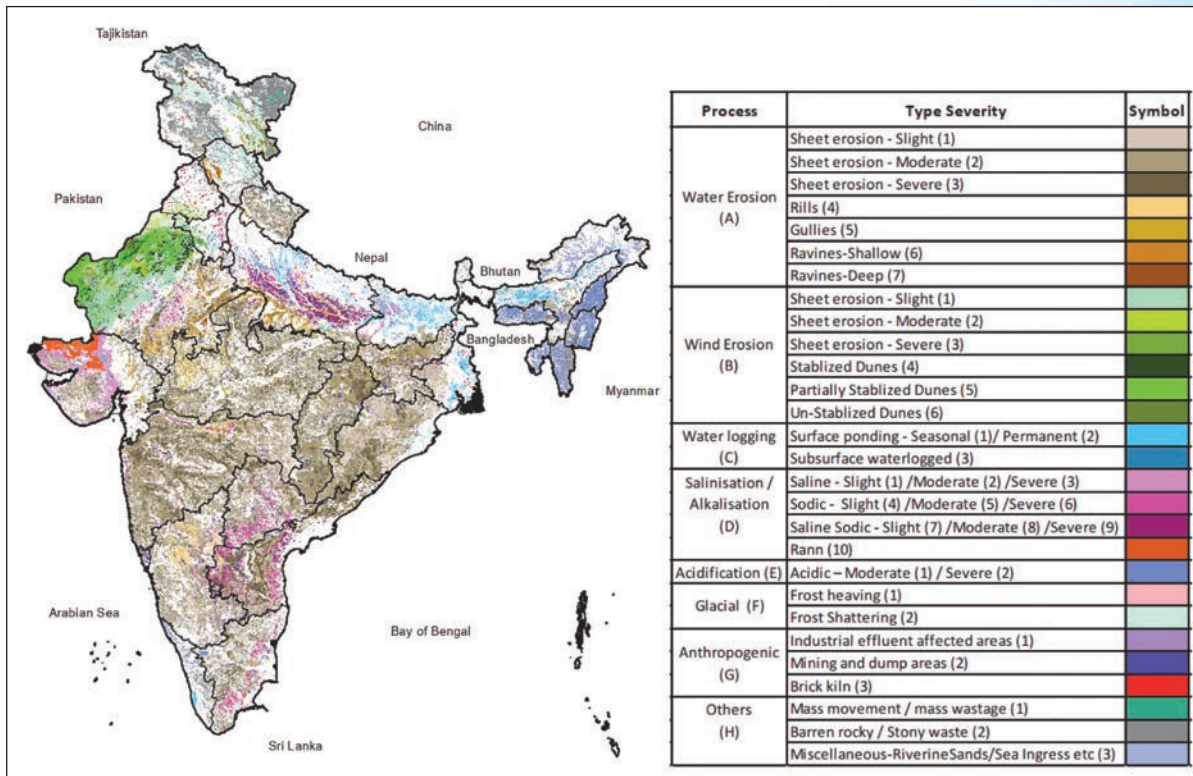 Tajikistan
China
Pakistan
Nepal
Bhutan
Bangladesh
Myanmar
Arabian Sea
Bay of Bengal
Sri Lanka
Process Type Severity Symbol
Water Erosion
(A)
Sheet erosion - Slight (1)
Sheet erosion - Moderate (2)
Sheet erosion - Severe (3)
Rills (4)
Gullies (5)
Ravines-Shallow (6)
Ravines-Deep (7)
Wind Erosion
(B)
Sheet erosion - Slight (1)
Sheet erosion - Moderate (2)
Sheet erosion - Severe (3)
Stablized Dunes (4)
Partially Stablized Dunes (5)
Un-Stablized Dunes (6)
Water logging
(C)
Surface ponding - Seasonal (1)/ Permanent (2)
Subsurface waterlogged (3)
Salinisation /
Alkalisation
(D)
Saline - Slight (1) /Moderate (2) /Severe (3)
Sodic - Slight (4) /Moderate (5) /Severe (6)
Saline Sodic - Slight (7) /Moderate (8) /Severe (9)
Rann (10)
Acidification (E) Acidic – Moderate (1) / Severe (2)
Glacial (F)
Frost heaving (1)
Frost Shattering (2)
Anthropogenic
(G)
Industrial effluent affected areas (1)
Mining and dump areas (2)
Brick kiln (3)
Others
(H)
Mass movement / mass wastage (1)
Barren rocky / Stony waste (2)
Miscellaneous-RiverineSands/Sea Ingress etc (3)